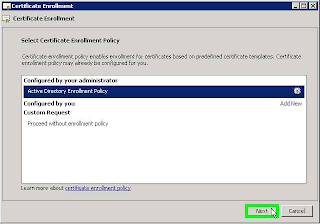 Certificate Enrollment
Certificate Enrollment
Select Certificate Enrollment Policy
Certificate enrollment policy enables enrollment for certificates based on predefined certificate templates. Certificate
enrollment policy may already be configured for you.
Configured by your administrator
Active Directory Enrollment Policy
Configured by you Add New
Custom Request
Proceed without enrollment policy
Learn more about certificate enrollment policy
Next Cancel